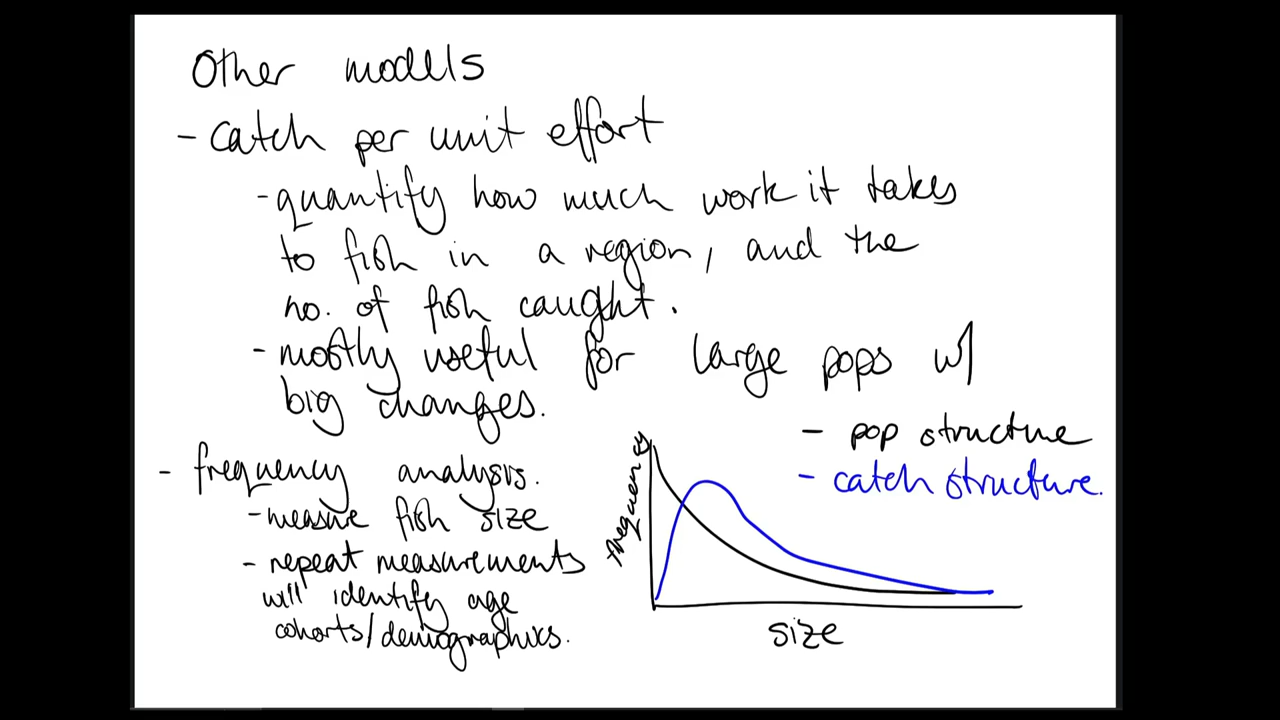 Other models
- catch per unit effort
- quantify how much work it takes
to fish in a region, and the
no. of fish caught.
- mostly useful for large pops w/
big changes.
- frequency analysis.
- measure fish size
- repeat measurements
will identify age
cohorts/demographics.
frequency
size
- pop structure
- catch structure.